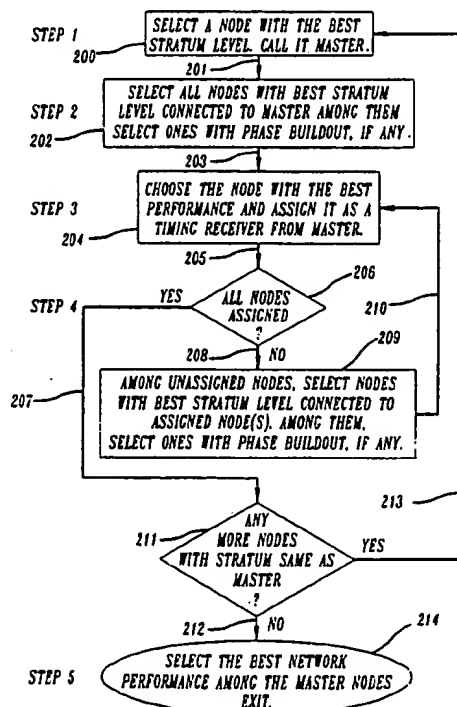 STEP 1
SELECT A NODE WITH THE BEST
STRATUM LEVEL. CALL IT MASTER.
200
201
STEP 2
SELECT ALL NODES WITH BEST STRATUM
LEVEL CONNECTED TO MASTER AMONG THEM
SELECT ONES WITH PHASE BUILDOUT, IF ANY.
202
203
STEP 3
CHOOSE THE NODE WITH THE BEST
PERFORMANCE AND ASSIGN IT AS A
TIMING RECEIVER FROM MASTER.
204
205
206
STEP 4
YES
ALL NODES
ASSIGNED
?
210
208
NO
209
207
AMONG UNASSIGNED NODES, SELECT NODES
WITH BEST STRATUM LEVEL CONNECTED TO
ASSIGNED NODE(S). AMONG THEM,
SELECT ONES WITH PHASE BUILDOUT, IF ANY.
213
211
ANY
MORE NODES
WITH STRATUM SAME AS
MASTER
?
YES
212
NO
214
STEP 5
SELECT THE BEST NETWORK
PERFORMANCE AMONG THE MASTER NODES
EXIT.